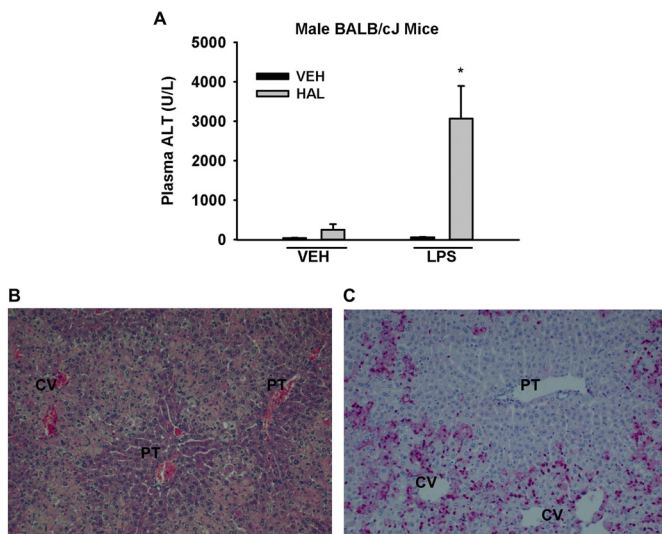 A
Male BALB/cJ Mice
Plasma ALT (U/L)
5000
4000
3000
2000
1000
0
VEH
HAL
*
VEH
LPS
B
CV
PT
PT
C
PT
CV
CV